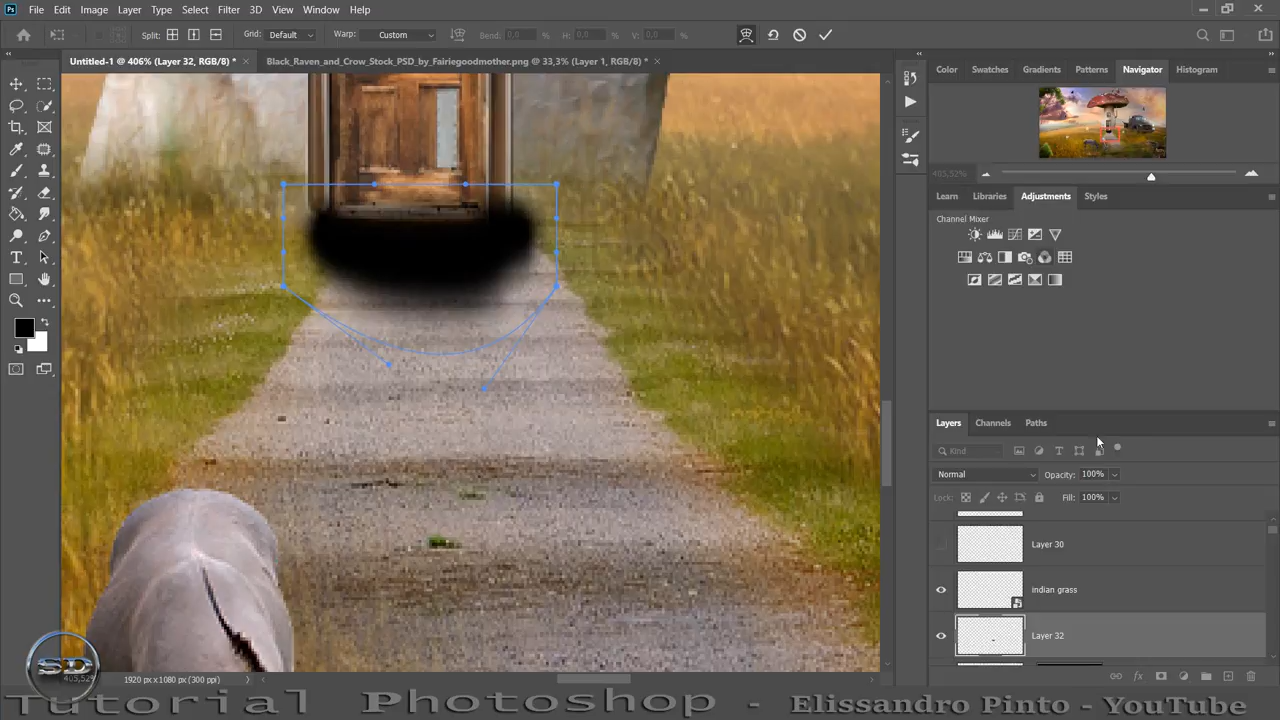 Ps File Edit Image Layer Type Select Filter 3D View Window Help
Split: Grid: Default Warp: Custom Bend: 0,0 % H: 0,0 % V: 0,0 %
Untitled-1 @ 406% (Layer 32, RGB/8) * × Black_Raven_and_Crow_Stock_PSD_by_Fairiegoodmother.png @ 33,3% (Layer 1, RGB/8) * ×
Color Swatches Gradients Patterns Navigator Histogram
405,52%
Learn Libraries Adjustments Styles
Channel Mixer
Layers Channels Paths
Kind
Normal Opacity: 100%
Lock: Fill: 100%
Layer 30
indian grass
Layer 32
SD
405,52% 1920 px x 1080 px (300 ppi)
Tutorial Photoshop - Elissandro Pinto - YouTube